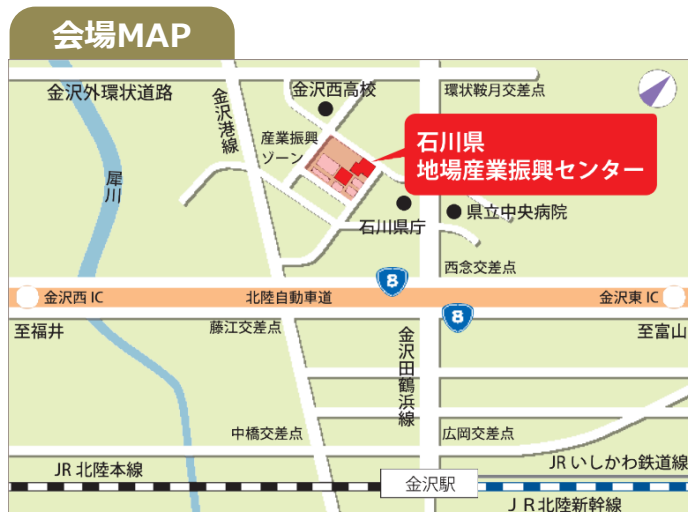 会場MAP
金沢外環状道路
金沢港線
金沢西高校
環状鞍月交差点
産業振興
ゾーン
石川県
地場産業振興センター
犀川
石川県庁
県立中央病院
西念交差点
8
金沢西IC
北陸自動車道
金沢東IC
8
至福井
藤江交差点
金沢田鶴浜線
至富山
中橋交差点
広岡交差点
JR 北陸本線
JR いしかわ鉄道線
金沢駅
JR北陸新幹線